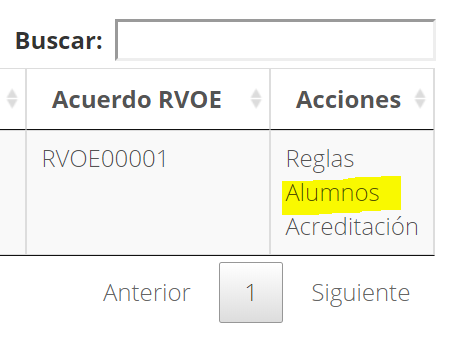 Buscar:
Acuerdo RVOE Acciones
RVOE00001 Reglas
Alumnos
Acreditación
Anterior 1 Siguiente